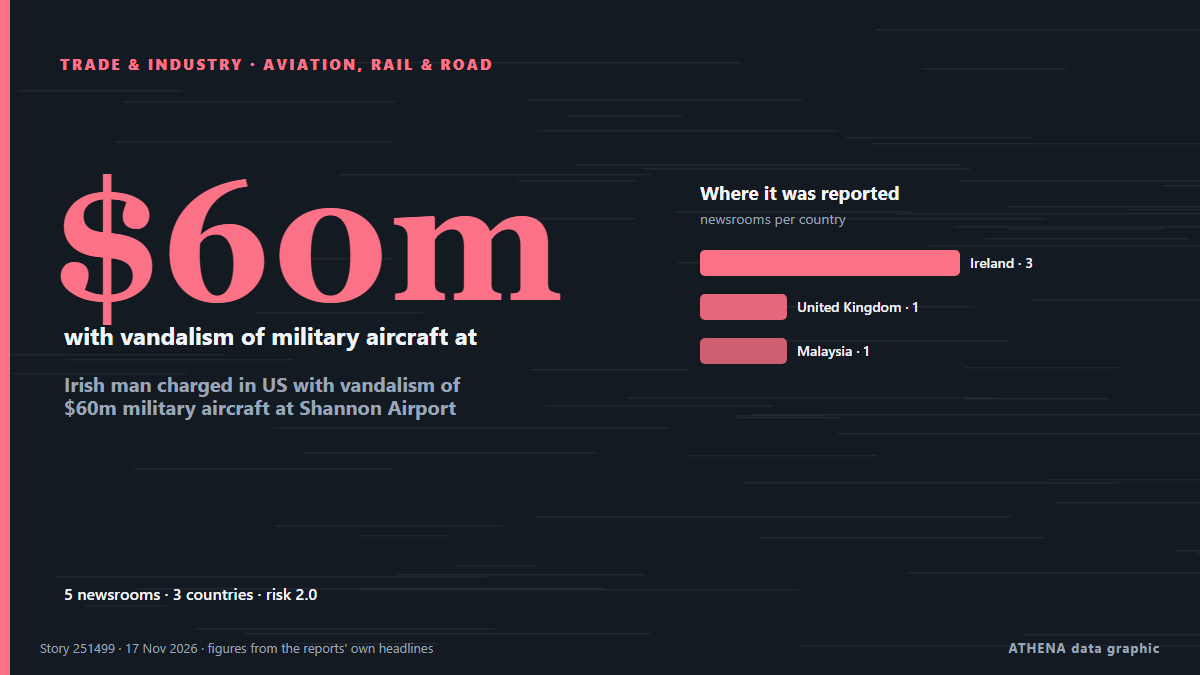 TRADE & INDUSTRY · AVIATION, RAIL & ROAD
$60m
with vandalism of military aircraft at
Irish man charged in US with vandalism of
$60m military aircraft at Shannon Airport
Where it was reported
newsrooms per country
Ireland · 3
United Kingdom · 1
Malaysia · 1
5 newsrooms · 3 countries · risk 2.0
Story 251499 · 17 Nov 2026 · figures from the reports' own headlines
ATHENA data graphic